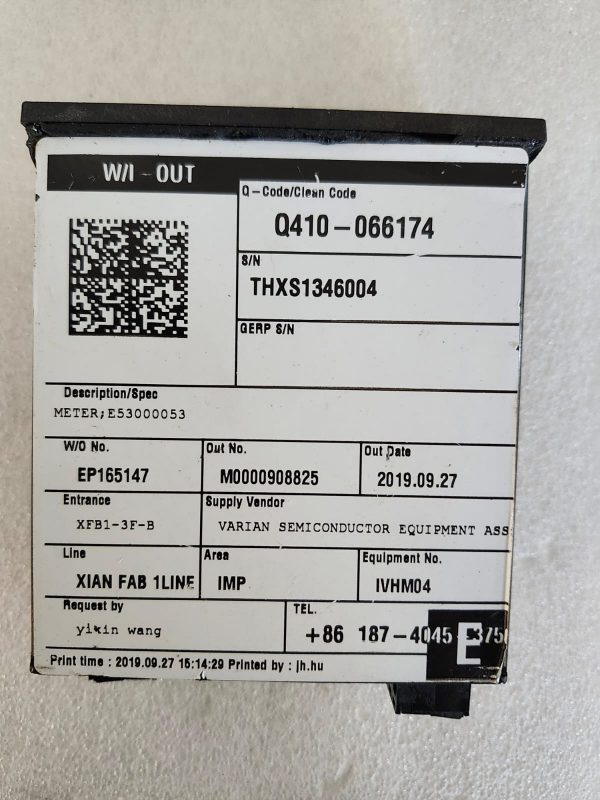 W/I - OUT
Q-Code/Clean Code
Q410-066174
S/N
THXS1346004
QERP S/N
Description/Spec
METER;E53000053
W/O No.
EP165147
Out No.
M0000908825
Out Date
2019.09.27
Entrance
XFB1-3F-B
Supply Vendor
VARIAN SEMICONDUCTOR EQUIPMENT ASS
Line
XIAN FAB 1LINE
Area
IMP
Equipment No.
IVHM04
Request by
yixin wang
TEL.
+86 187-4045-375
E
Print time : 2019.09.27 15:14:29 Printed by : jh.hu